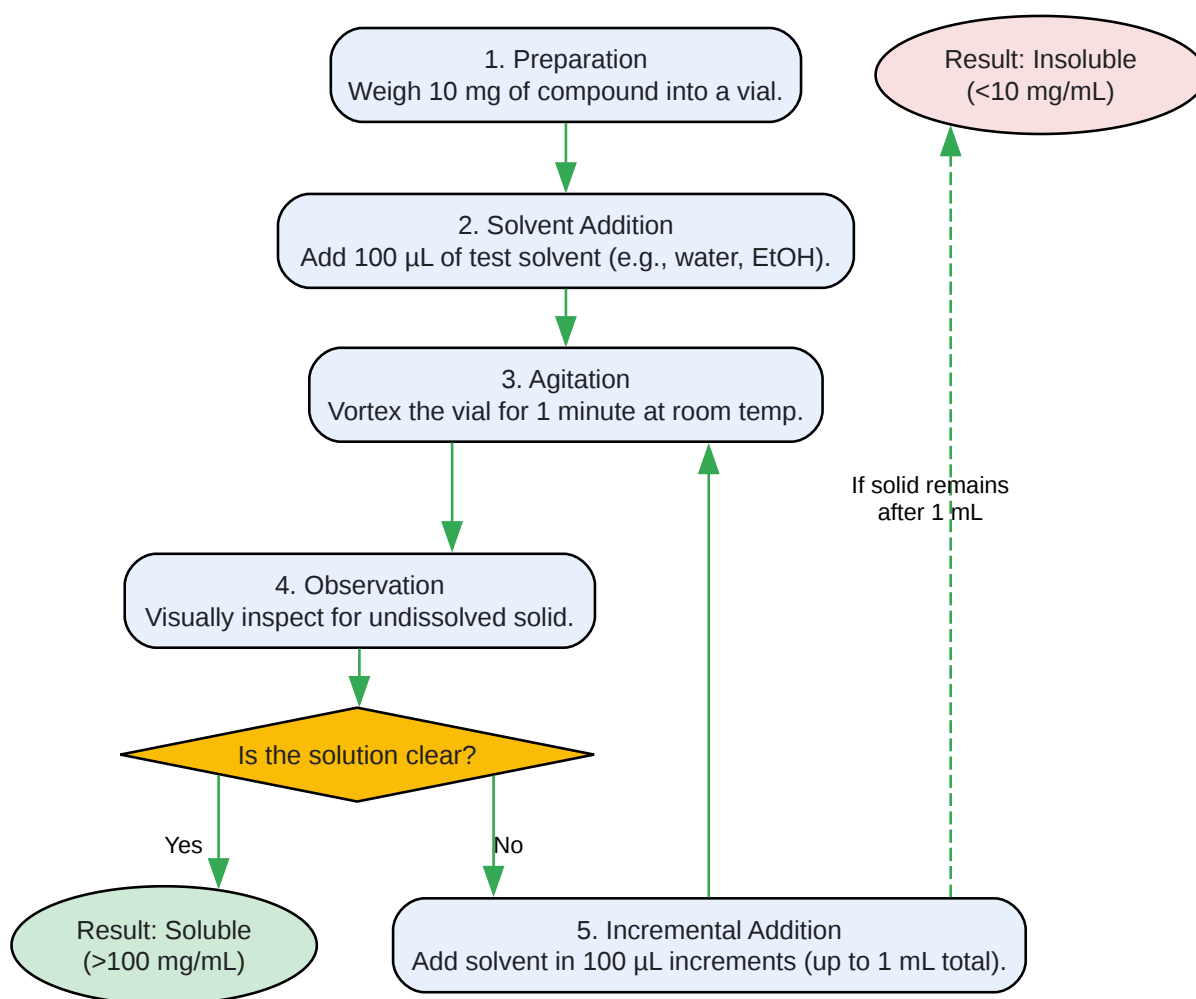 1. Preparation
Weigh 10 mg of compound into a vial.
Result: Insoluble
(<10 mg/mL)
2. Solvent Addition
Add 100 µL of test solvent (e.g., water, EtOH).
3. Agitation
Vortex the vial for 1 minute at room temp.
If solid remains
after 1 mL
4. Observation
Visually inspect for undissolved solid.
Is the solution clear?
Yes
No
Result: Soluble
(>100 mg/mL)
5. Incremental Addition
Add solvent in 100 µL increments (up to 1 mL total).